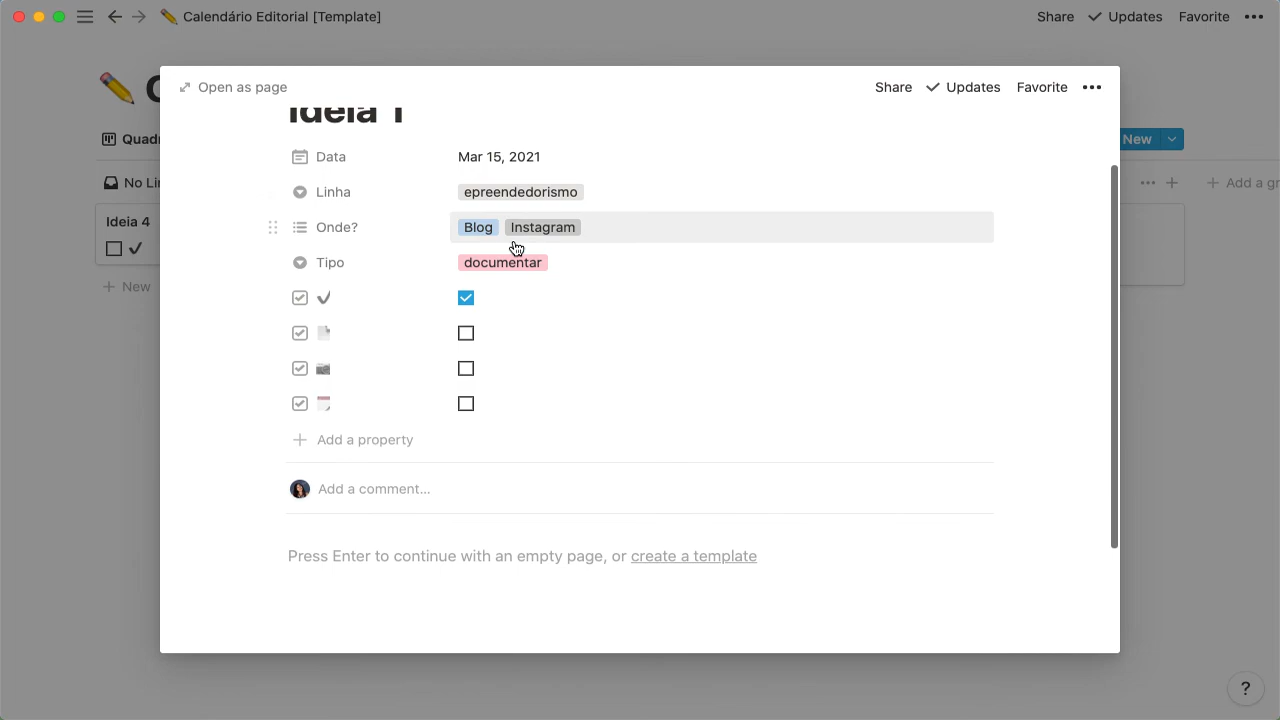 Calendário Editorial [Template]
Share Updates Favorite
Open as page
Share Updates Favorite
Ideia 1
Quadr
New
Data Mar 15, 2021
No Lin
Linha epreendedorismo
Add a gr
Ideia 4
Onde? Blog Instagram
Tipo documentar
New
Add a property
Add a comment...
Press Enter to continue with an empty page, or create a template
?